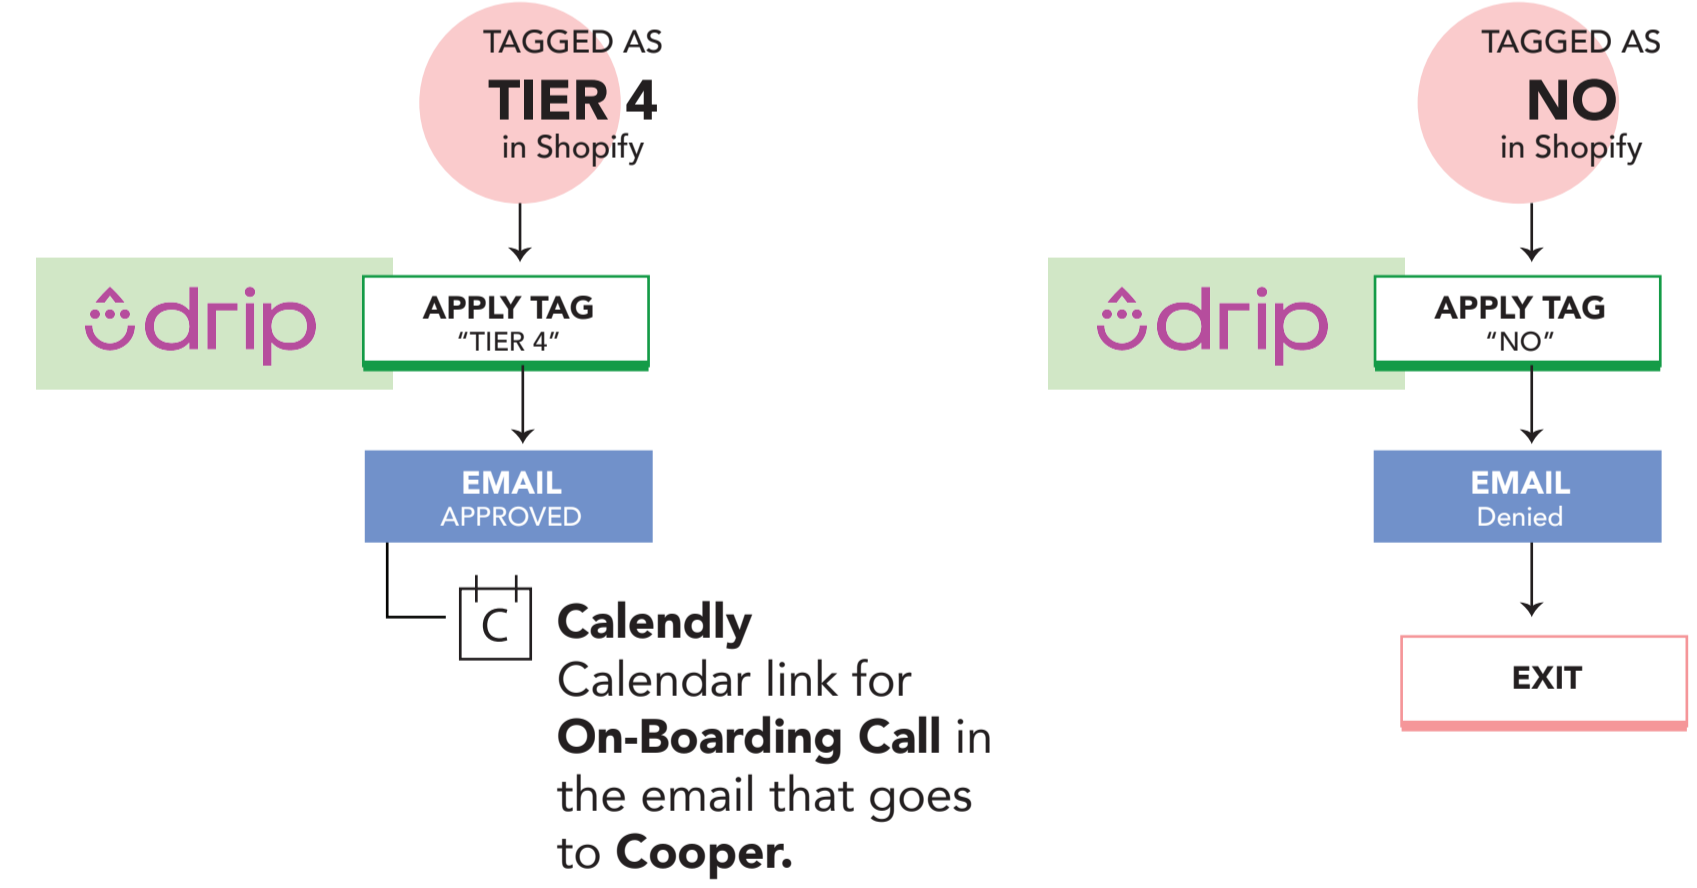 TAGGED AS
TIER 4
in Shopify
drip
APPLY TAG
“TIER 4”
EMAIL
APPROVED
C
Calendly
Calendar link for
On-Boarding Call in
the email that goes
to Cooper.
TAGGED AS
NO
in Shopify
drip
APPLY TAG
“NO”
EMAIL
Denied
EXIT